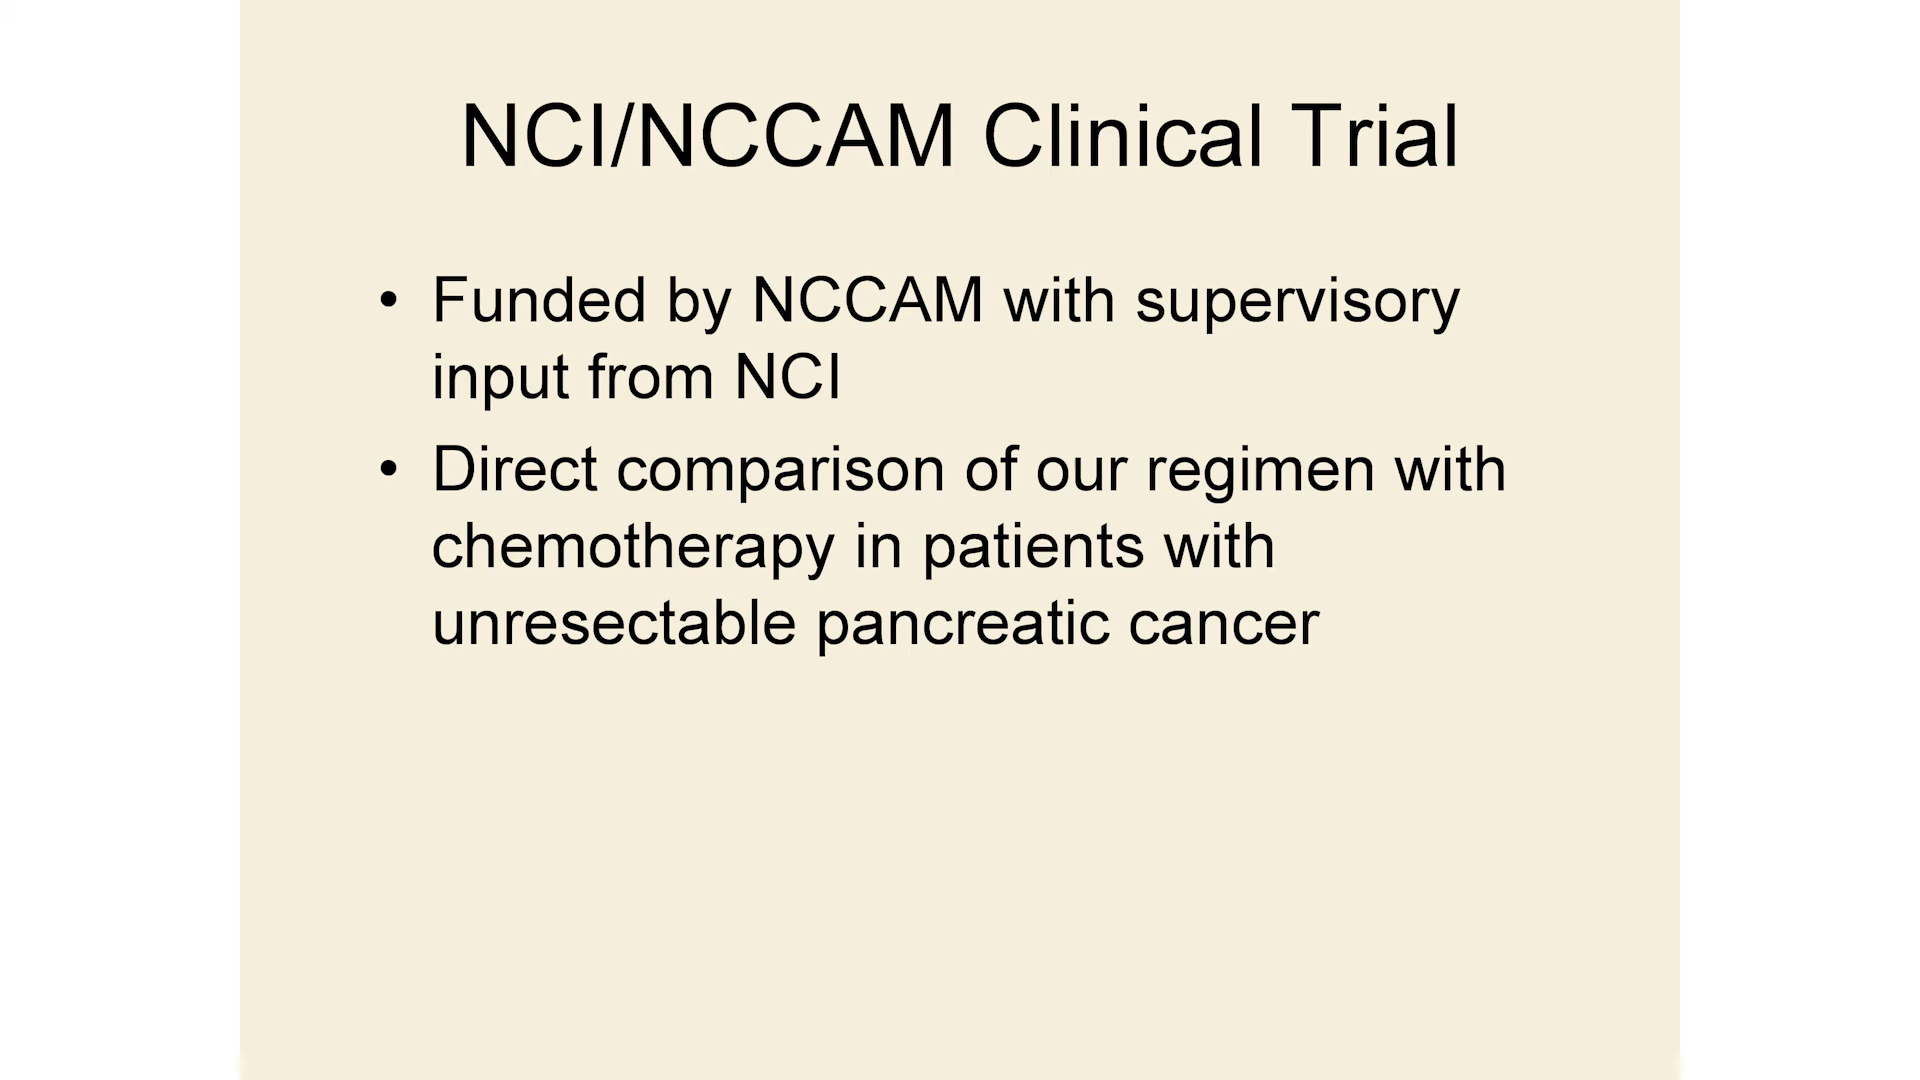 NCI/NCCAM Clinical Trial
• Funded by NCCAM with supervisory
input from NCI
• Direct comparison of our regimen with
chemotherapy in patients with
unresectable pancreatic cancer